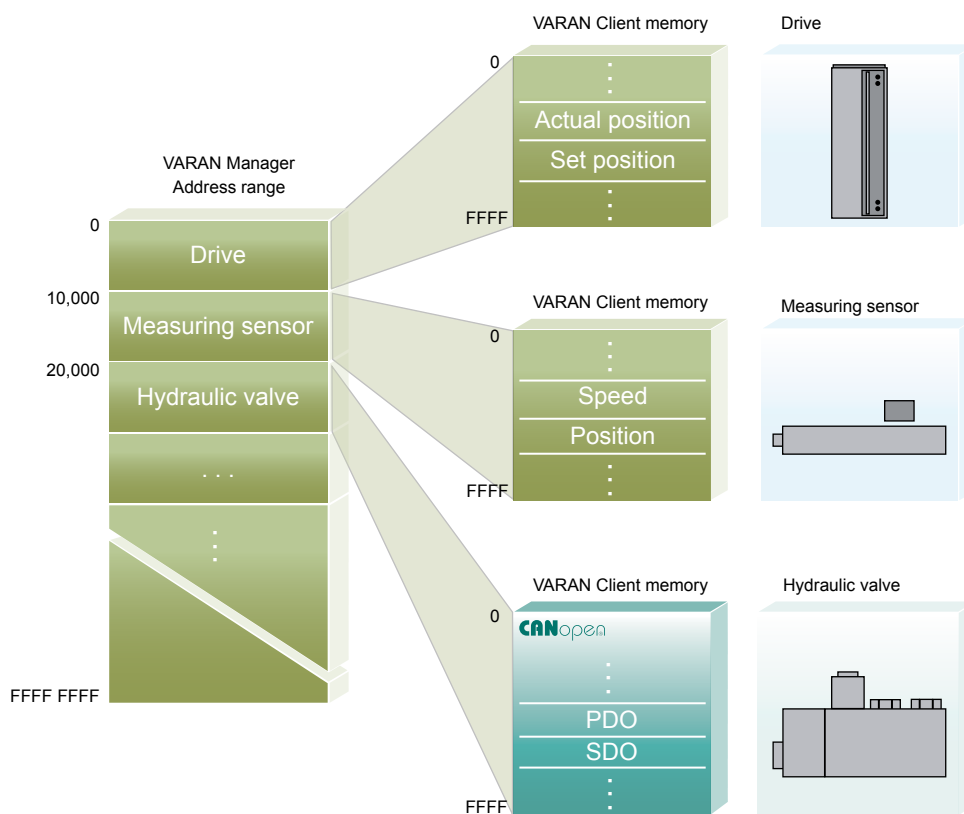 VARAN Manager
Address range
0
Drive
10,000
Measuring sensor
20,000
Hydraulic valve
. . .
FFFF FFFF
VARAN Client memory
0
Actual position
Set position
FFFF
Drive
VARAN Client memory
0
Speed
Position
FFFF
Measuring sensor
VARAN Client memory
0
CANopen
PDO
SDO
FFFF
Hydraulic valve